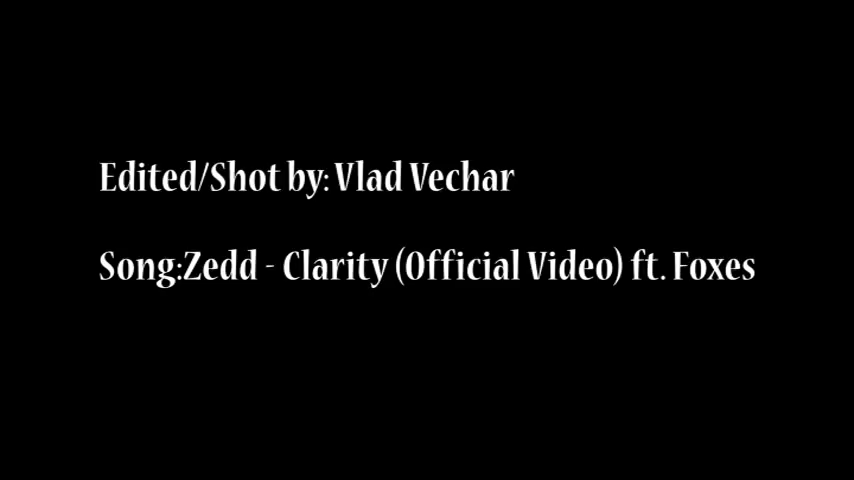 Edited/Shot by: Vlad Vechar
Song:Zedd - Clarity (Official Video) ft. Foxes